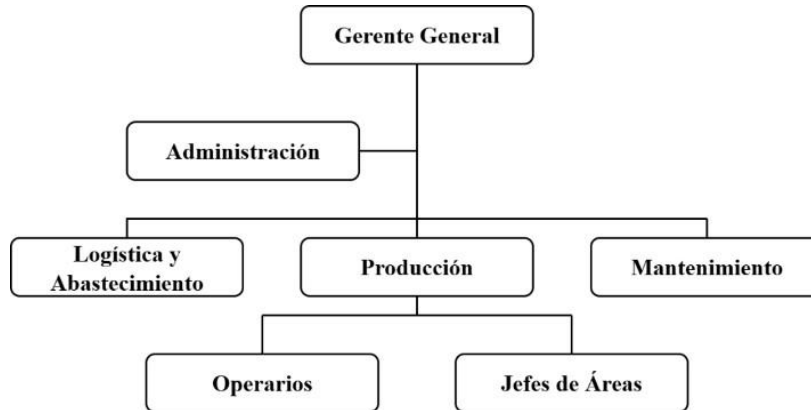 Gerente General
Administración
Logística y
Abastecimiento
Producción
Mantenimiento
Operarios
Jefes de Áreas